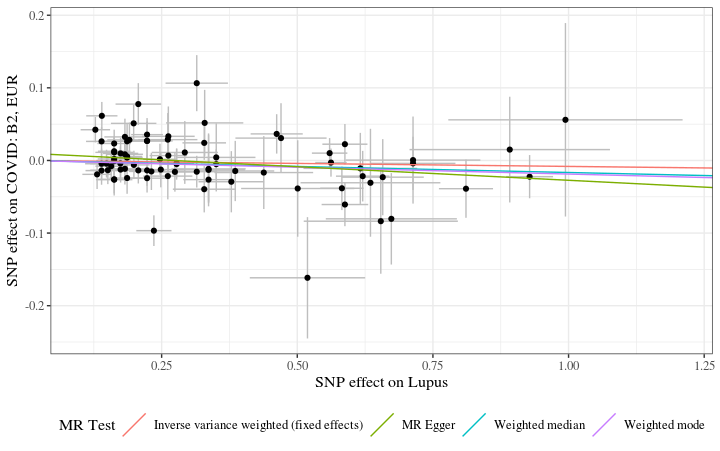 0.2
0.1
0.0
-0.1
-0.2
SNP effect on COVID: B2, EUR
0.25
0.50
0.75
1.00
1.25
SNP effect on Lupus
MR Test
Inverse variance weighted (fixed effects)
MR Egger
Weighted median
Weighted mode